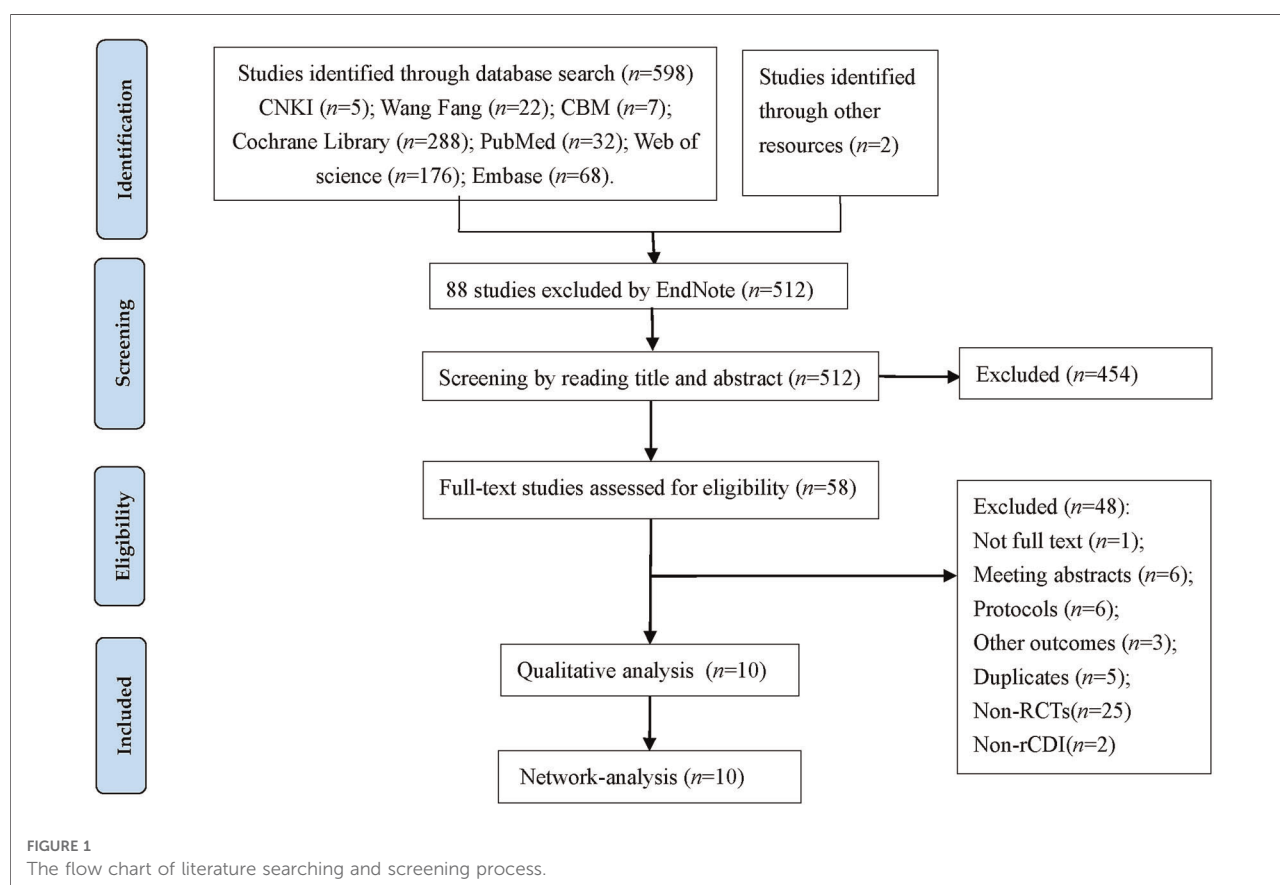 Identification
Studies identified through database search (n=598)
CNKI (n=5); Wang Fang (n=22); CBM (n=7);
Cochrane Library (n=288); PubMed (n=32); Web of
science (n=176); Embase (n=68).
Studies identified
through other
resources (n=2)
Screening
88 studies excluded by EndNote (n=512)
Screening by reading title and abstract (n=512)
Excluded (n=454)
Eligibility
Full-text studies assessed for eligibility (n=58)
Excluded (n=48):
Not full text (n=1);
Meeting abstracts (n=6);
Protocols (n=6);
Other outcomes (n=3);
Duplicates (n=5);
Non-RCTs(n=25)
Non-rCDI(n=2)
Included
Qualitative analysis (n=10)
Network-analysis (n=10)
FIGURE 1
The flow chart of literature searching and screening process.